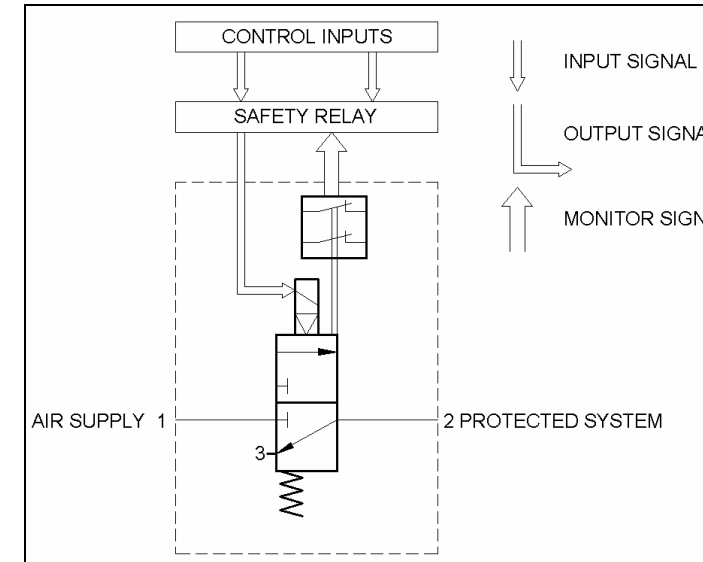 CONTROL INPUTS
SAFETY RELAY
INPUT SIGNAL
OUTPUT SIGNA
MONITOR SIGN
AIR SUPPLY 1
2 PROTECTED SYSTEM
3